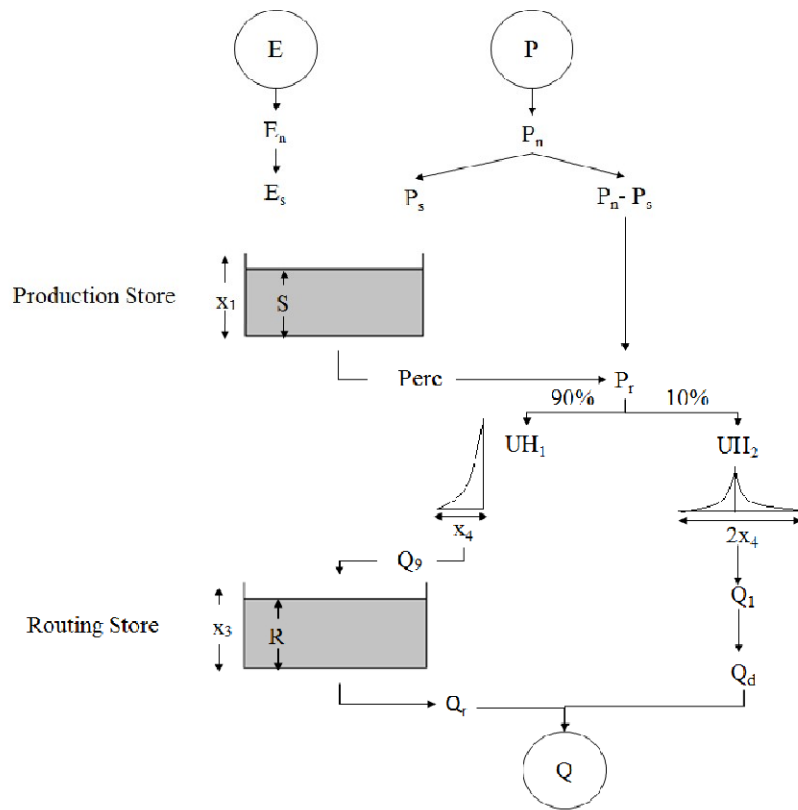 E P
Eₙ Pₙ
Eₛ Pₛ Pₙ- Pₛ
Production Store x₁ S
Perc Pᵣ
90% 10%
UH₁ UH₂
x₄ 2x₄
Q₉
Q₁
Routing Store x₃ R
Q_d
Qᵣ
Q